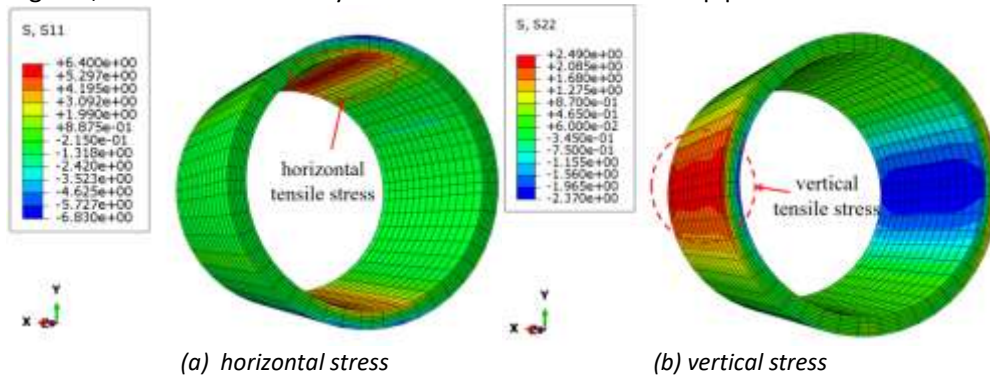 S, S11
+6.400e+00
+5.297e+00
+4.195e+00
+3.092e+00
+1.990e+00
+8.875e-01
-2.150e-01
-1.318e+00
-2.420e+00
-3.523e+00
-4.625e+00
-5.727e+00
-6.830e+00
horizontal
tensile stress
Y
X
(a) horizontal stress
S, S22
+2.490e+00
+2.085e+00
+1.680e+00
+1.275e+00
+8.700e-01
+4.650e-01
+6.000e-02
-3.450e-01
-7.500e-01
-1.155e+00
-1.560e+00
-1.965e+00
-2.370e+00
vertical
tensile stress
Y
X
(b) vertical stress